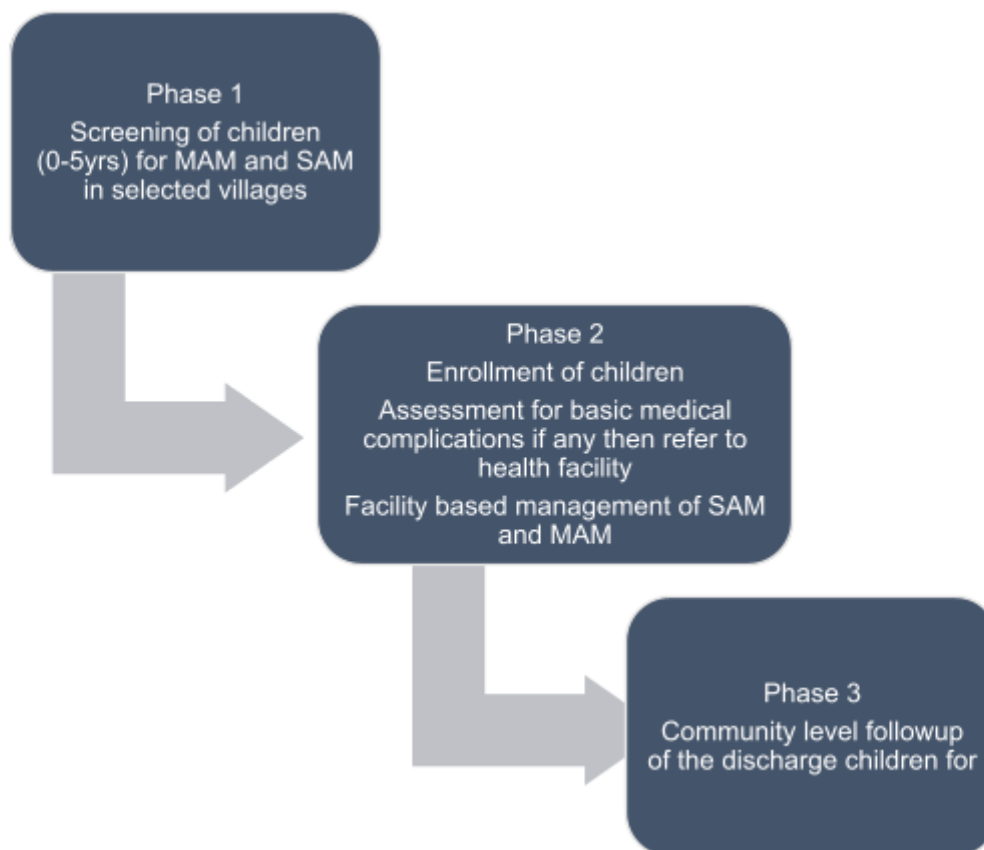 Phase 1
Screening of children
(0-5yrs) for MAM and SAM
in selected villages
Phase 2
Enrollment of children
Assessment for basic medical
complications if any then refer to
health facility
Facility based management of SAM
and MAM
Phase 3
Community level followup
of the discharge children for